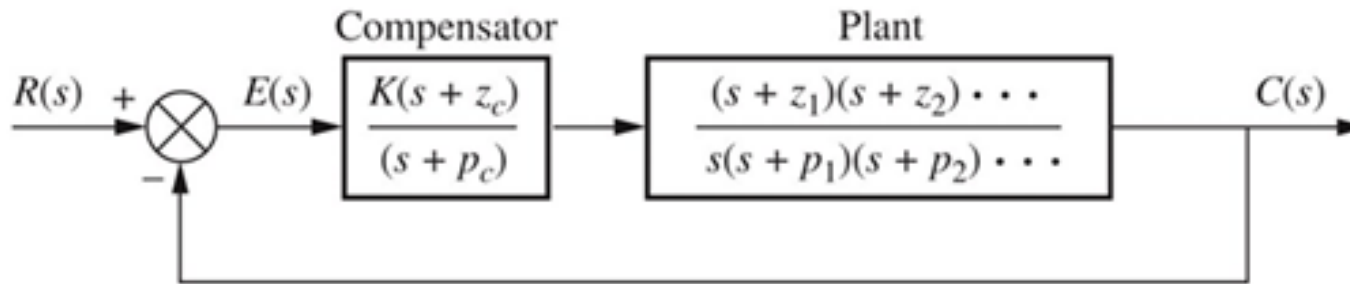 Compensator Plant
R(s) + E(s) K(s + z_c) (s + z_1)(s + z_2) · · · C(s)
− (s + p_c) s(s + p_1)(s + p_2) · · ·